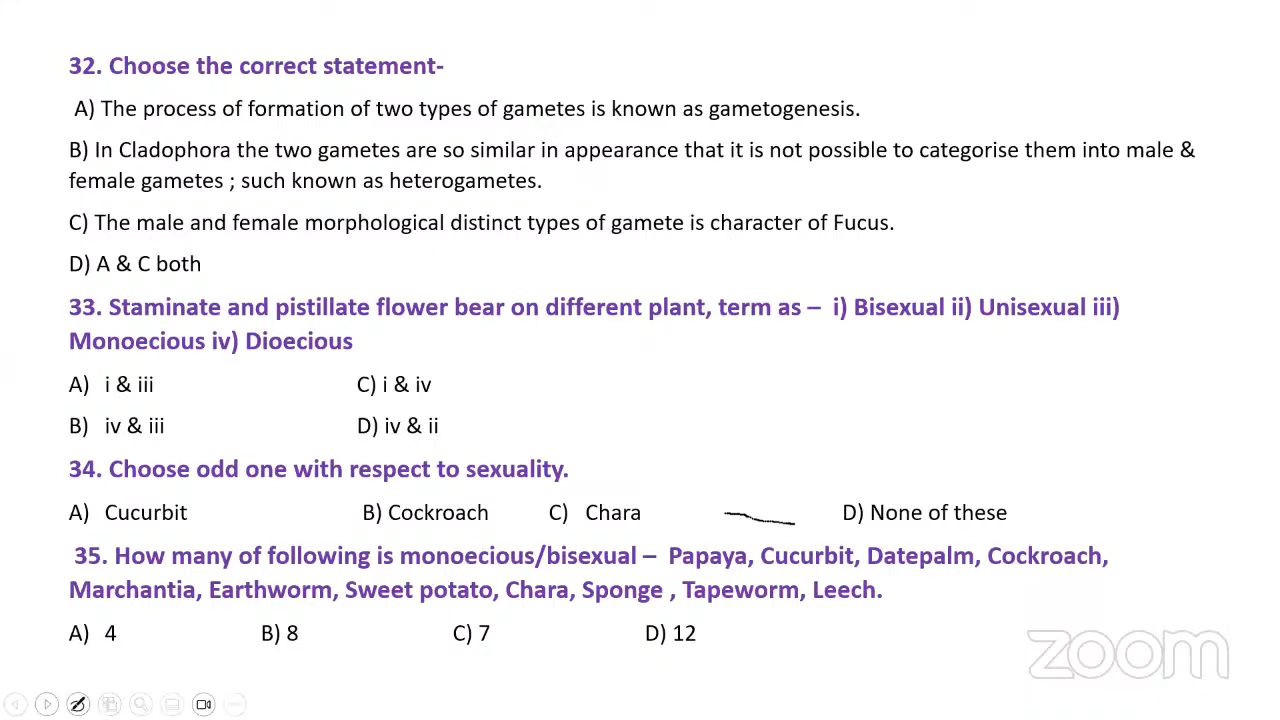 32. Choose the correct statement-
A) The process of formation of two types of gametes is known as gametogenesis.
B) In Cladophora the two gametes are so similar in appearance that it is not possible to categorise them into male &
female gametes ; such known as heterogametes.
C) The male and female morphological distinct types of gamete is character of Fucus.
D) A & C both
33. Staminate and pistillate flower bear on different plant, term as – i) Bisexual ii) Unisexual iii)
Monoecious iv) Dioecious
A) i & iii C) i & iv
B) iv & iii D) iv & ii
34. Choose odd one with respect to sexuality.
A) Cucurbit B) Cockroach C) Chara D) None of these
35. How many of following is monoecious/bisexual – Papaya, Cucurbit, Datepalm, Cockroach,
Marchantia, Earthworm, Sweet potato, Chara, Sponge , Tapeworm, Leech.
A) 4 B) 8 C) 7 D) 12
zoom